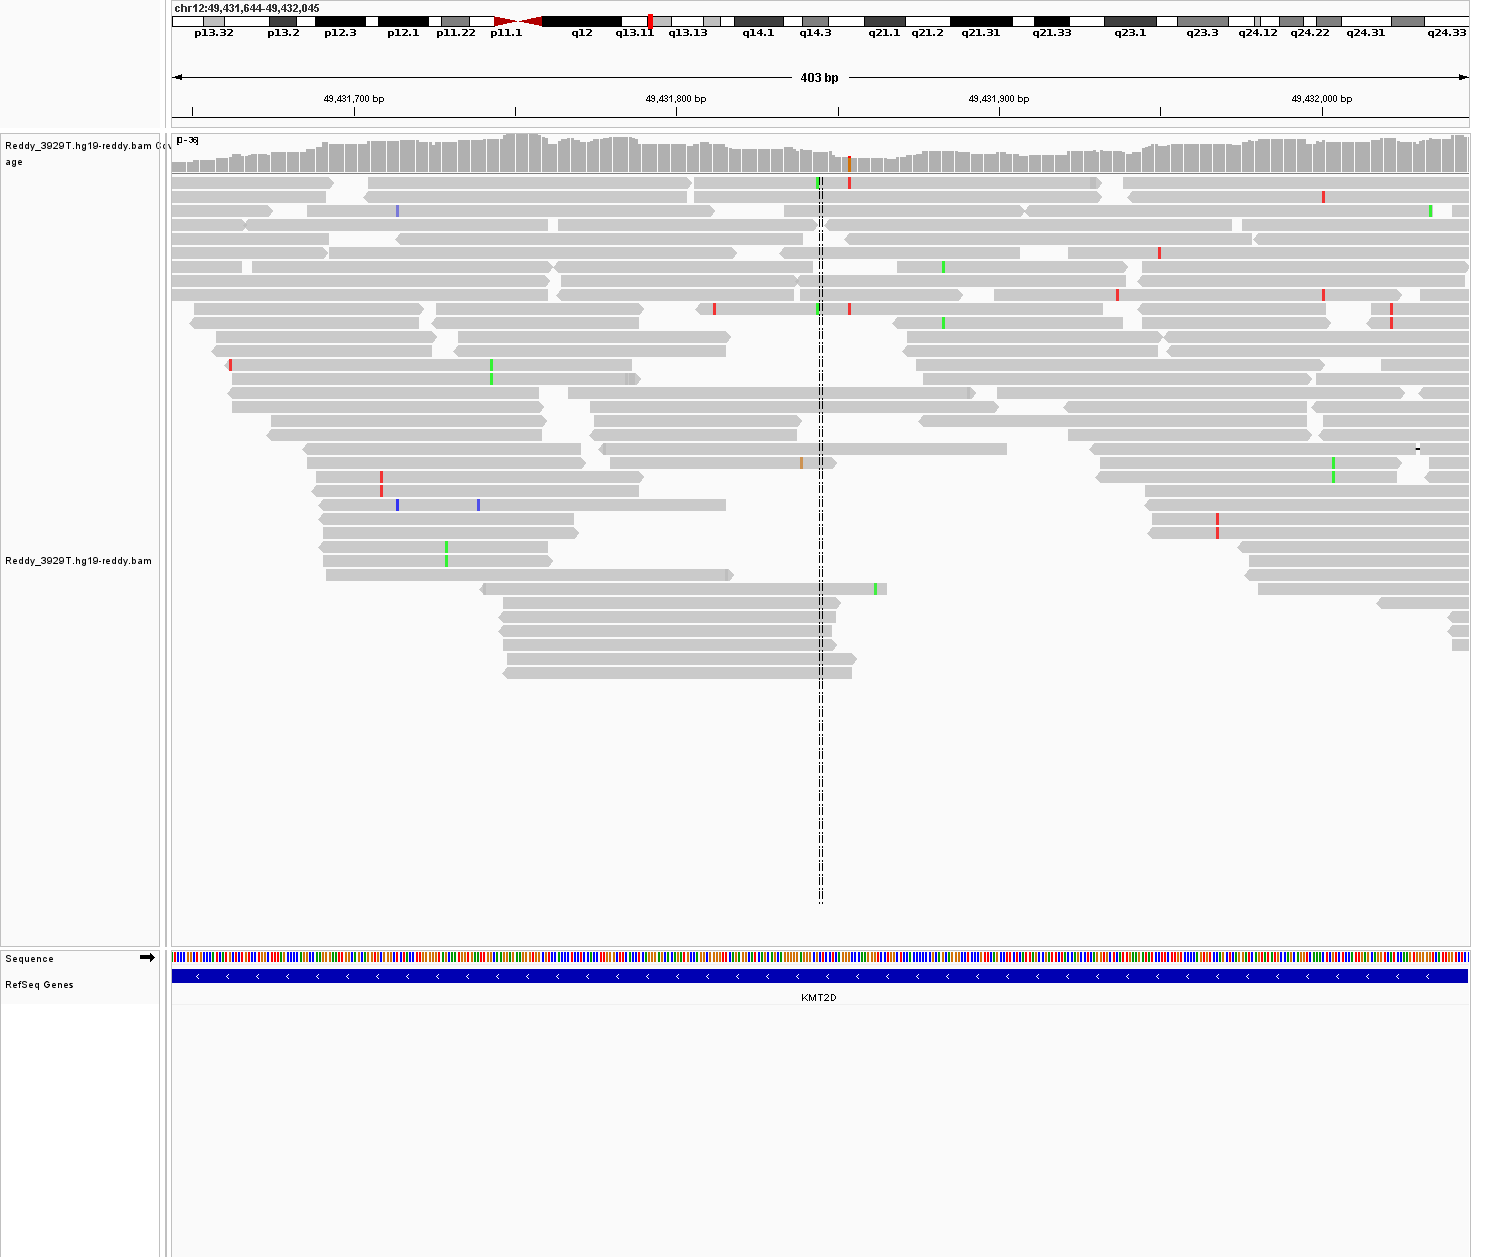 chr12:49,431,644-49,432,045
p13.32 p13.2 p12.3 p12.1 p11.22 p11.1 q12 q13.11 q13.13 q14.1 q14.3 q21.1 q21.2 q21.31 q21.33 q23.1 q23.3 q24.12 q24.22 q24.31 q24.33
403 bp
49,431,700 bp 49,431,800 bp 49,431,900 bp 49,432,000 bp
Reddy_3929T.hg19-reddy.bam Cov
age
[0-36]
Reddy_3929T.hg19-reddy.bam
Sequence
RefSeq Genes
KMT2D